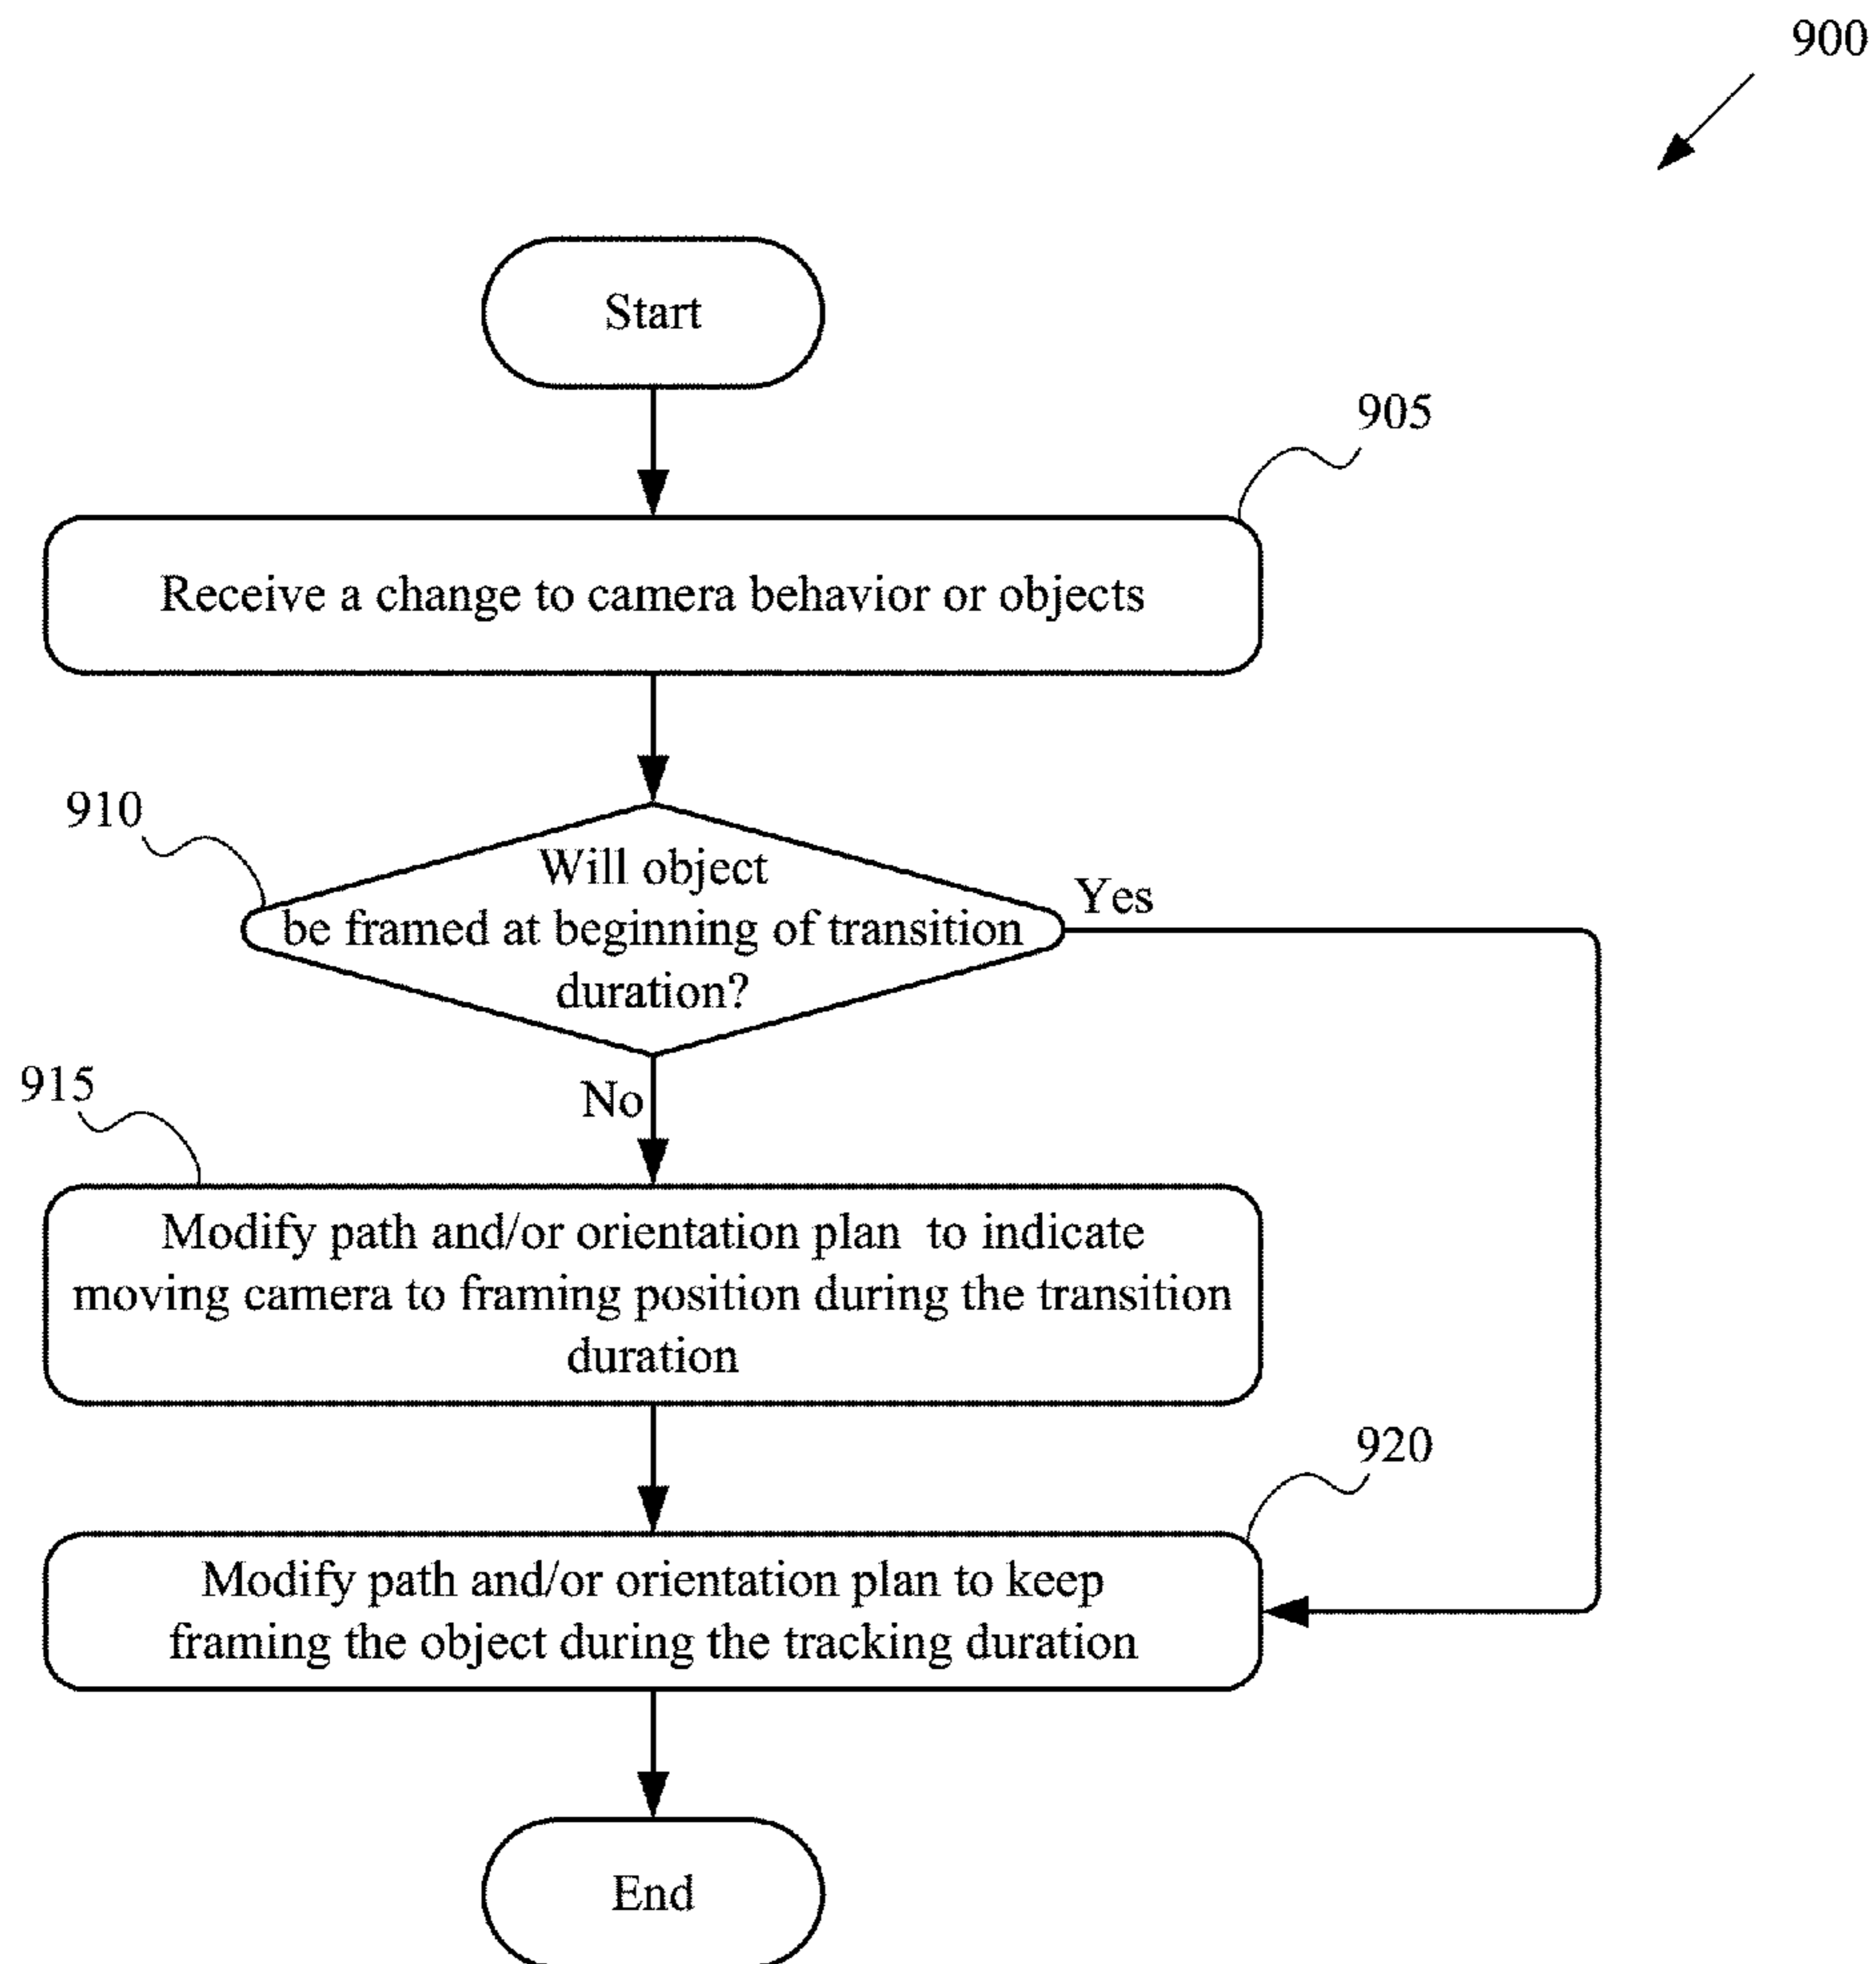 900
Start
905
Receive a change to camera behavior or objects
910
Will object
be framed at beginning of transition
duration?
Yes
No
915
Modify path and/or orientation plan to indicate
moving camera to framing position during the transition
duration
920
Modify path and/or orientation plan to keep
framing the object during the tracking duration
End